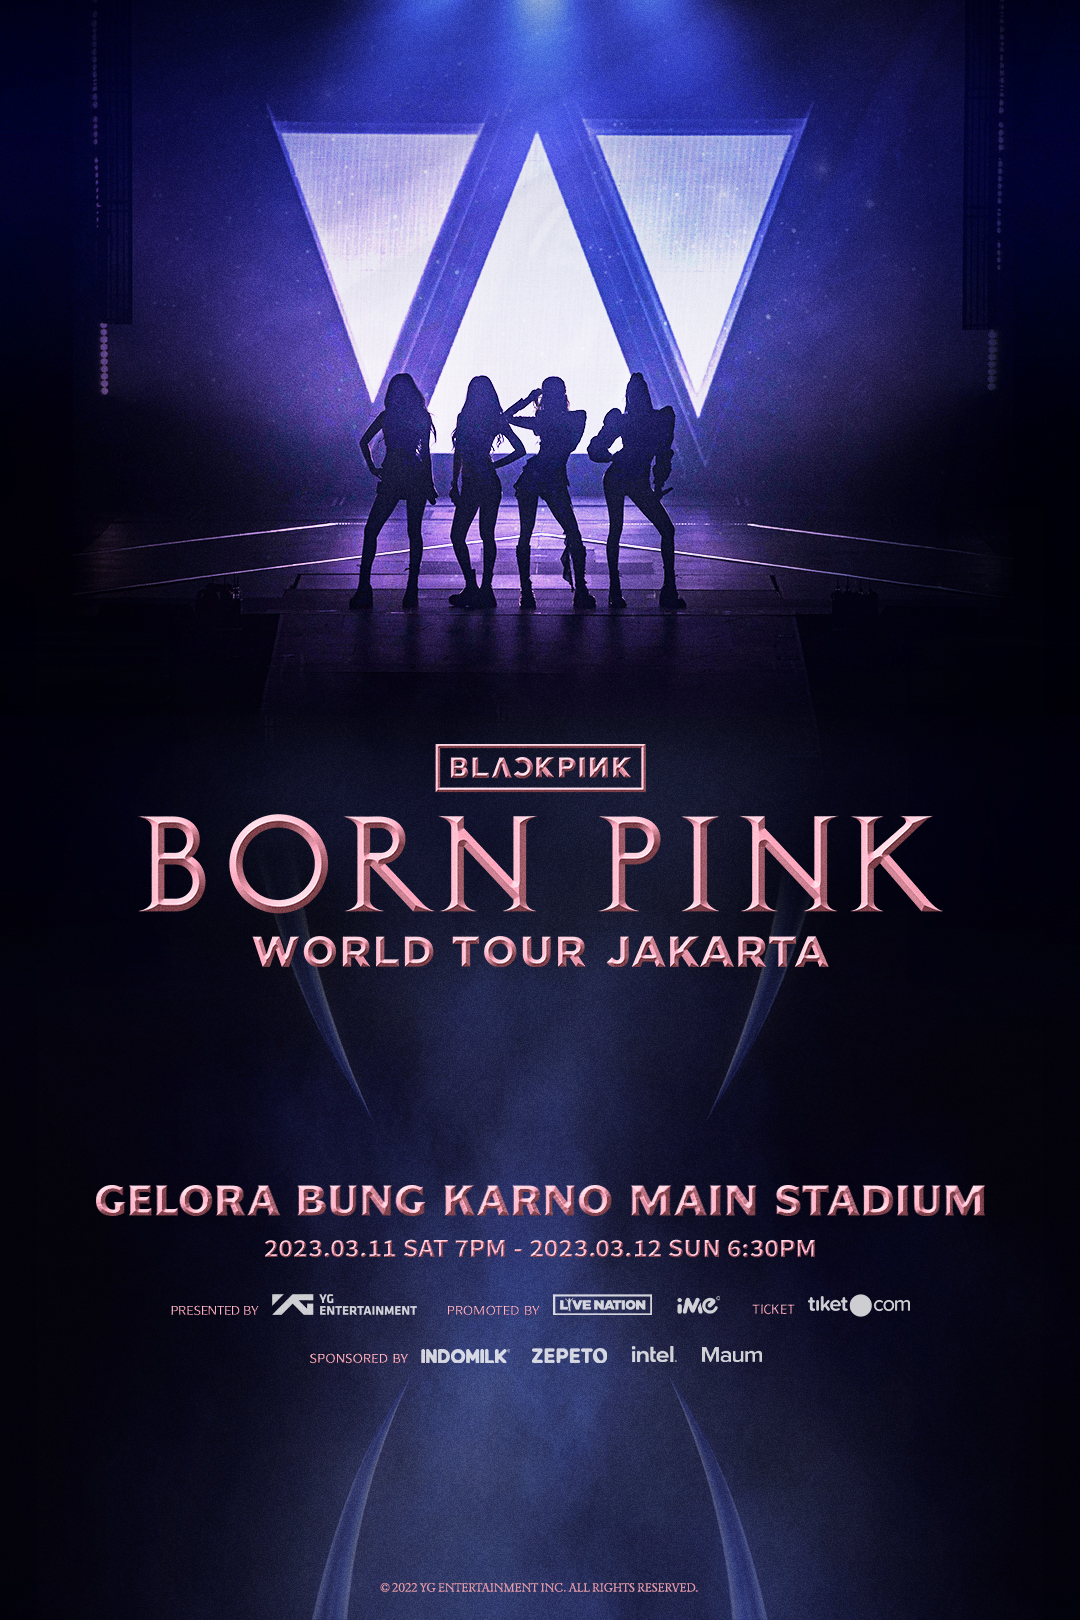 BLACKPINK
BORN PINK
WORLD TOUR JAKARTA
GELORA BUNG KARNO MAIN STADIUM
2023.03.11 SAT 7PM - 2023.03.12 SUN 6:30PM
PRESENTED BY YG ENTERTAINMENT PROMOTED BY LIVE NATION iMe TICKET tiket.com
SPONSORED BY INDOMILK ZEPETO intel. Maum
© 2022 YG ENTERTAINMENT INC. ALL RIGHTS RESERVED.